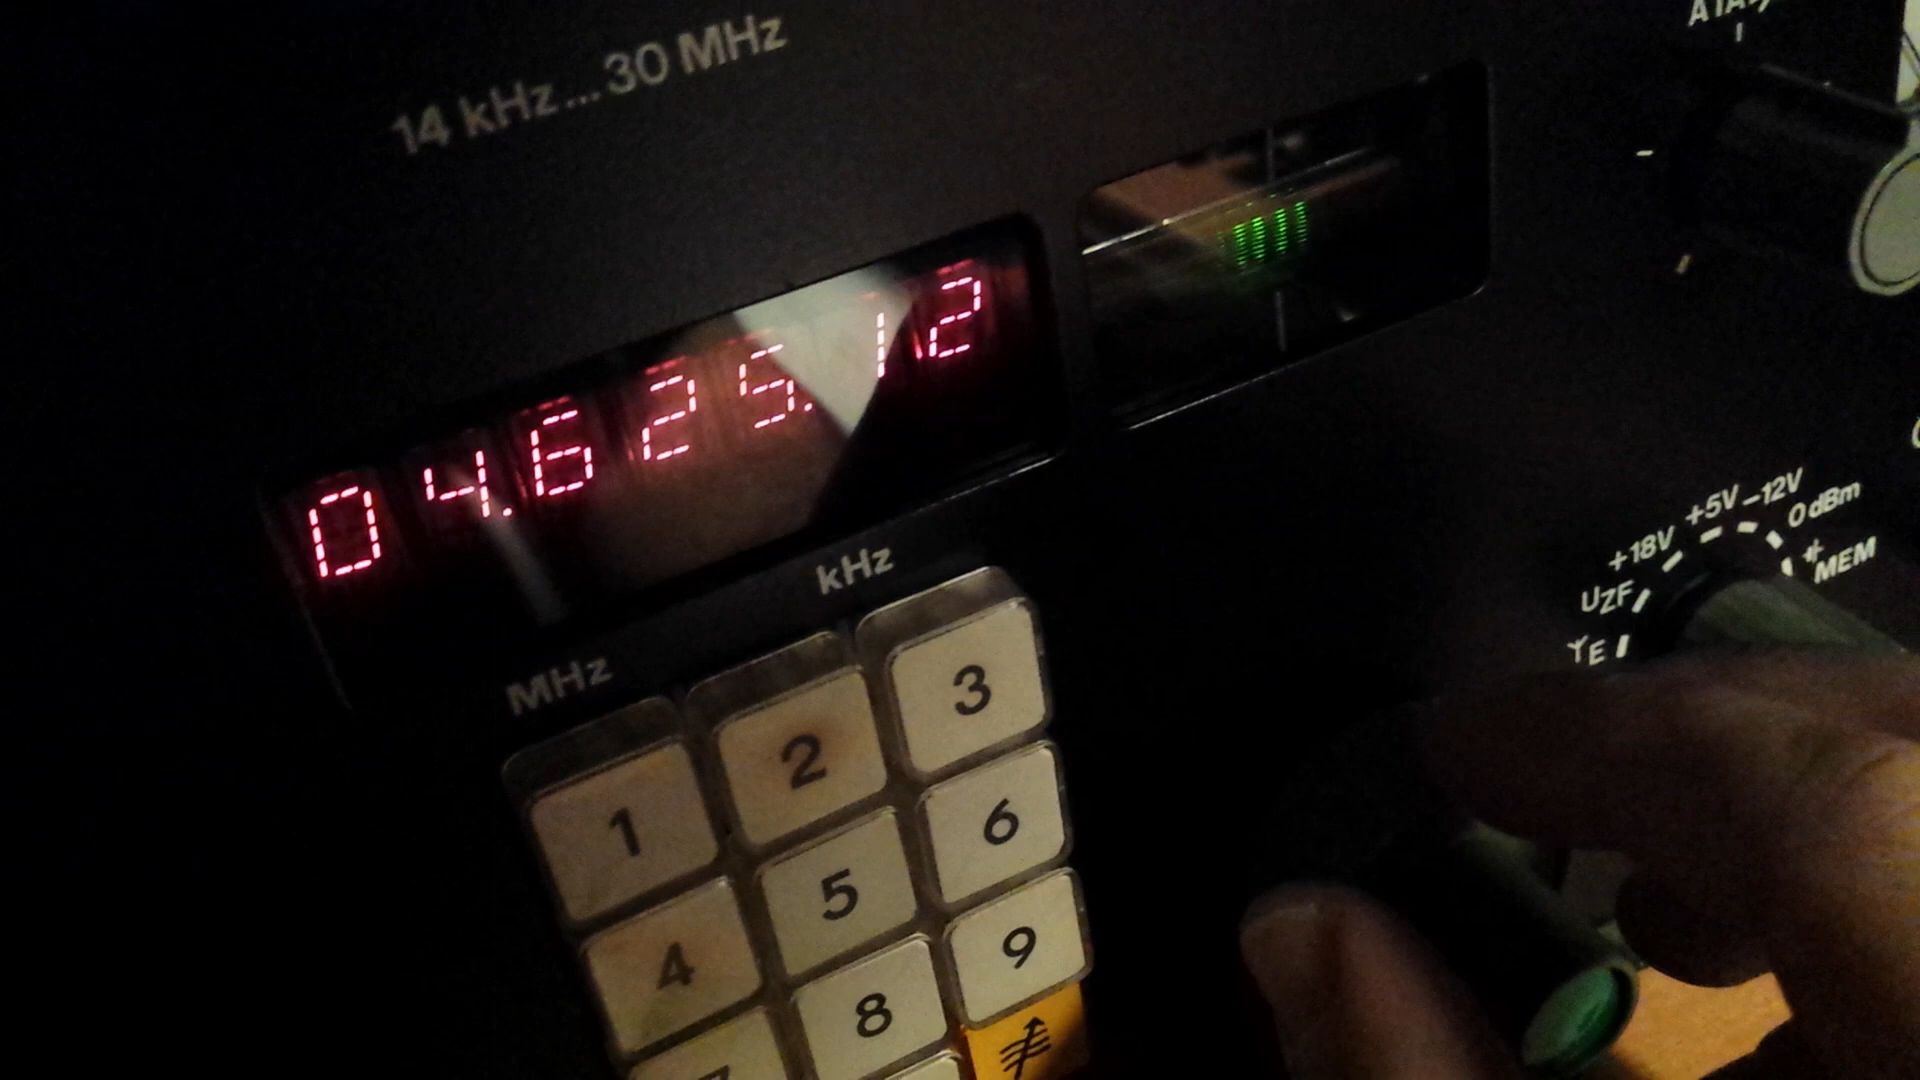 14 kHz...30 MHz
04.625.12
kHz
MHz
1 2 3
4 5 6
7 8 9
+18V +5V -12V 0 dBm
UZF MEM
E